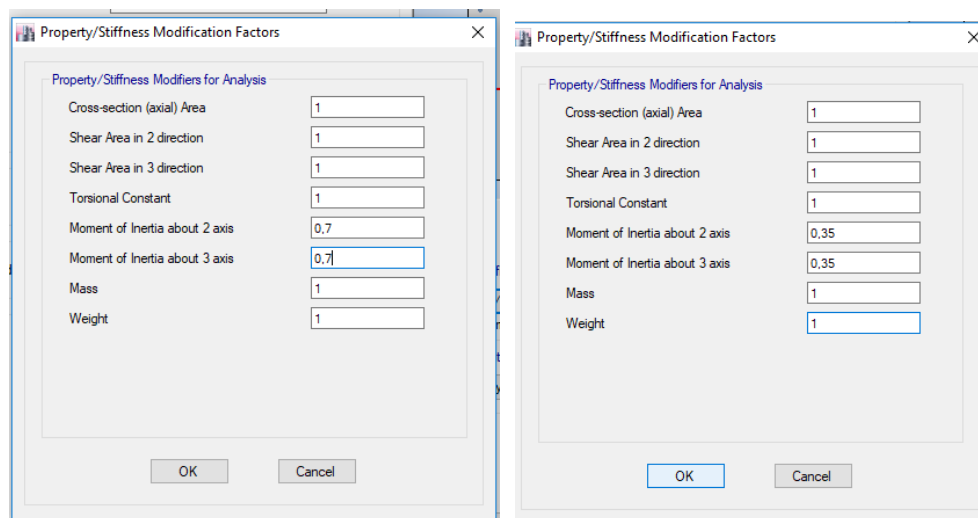 Property/Stiffness Modification Factors
Property/Stiffness Modifiers for Analysis
Cross-section (axial) Area 1
Shear Area in 2 direction 1
Shear Area in 3 direction 1
Torsional Constant 1
Moment of Inertia about 2 axis 0,7
Moment of Inertia about 3 axis 0,7
Mass 1
Weight 1
OK Cancel
Property/Stiffness Modification Factors
Property/Stiffness Modifiers for Analysis
Cross-section (axial) Area 1
Shear Area in 2 direction 1
Shear Area in 3 direction 1
Torsional Constant 1
Moment of Inertia about 2 axis 0,35
Moment of Inertia about 3 axis 0,35
Mass 1
Weight 1
OK Cancel